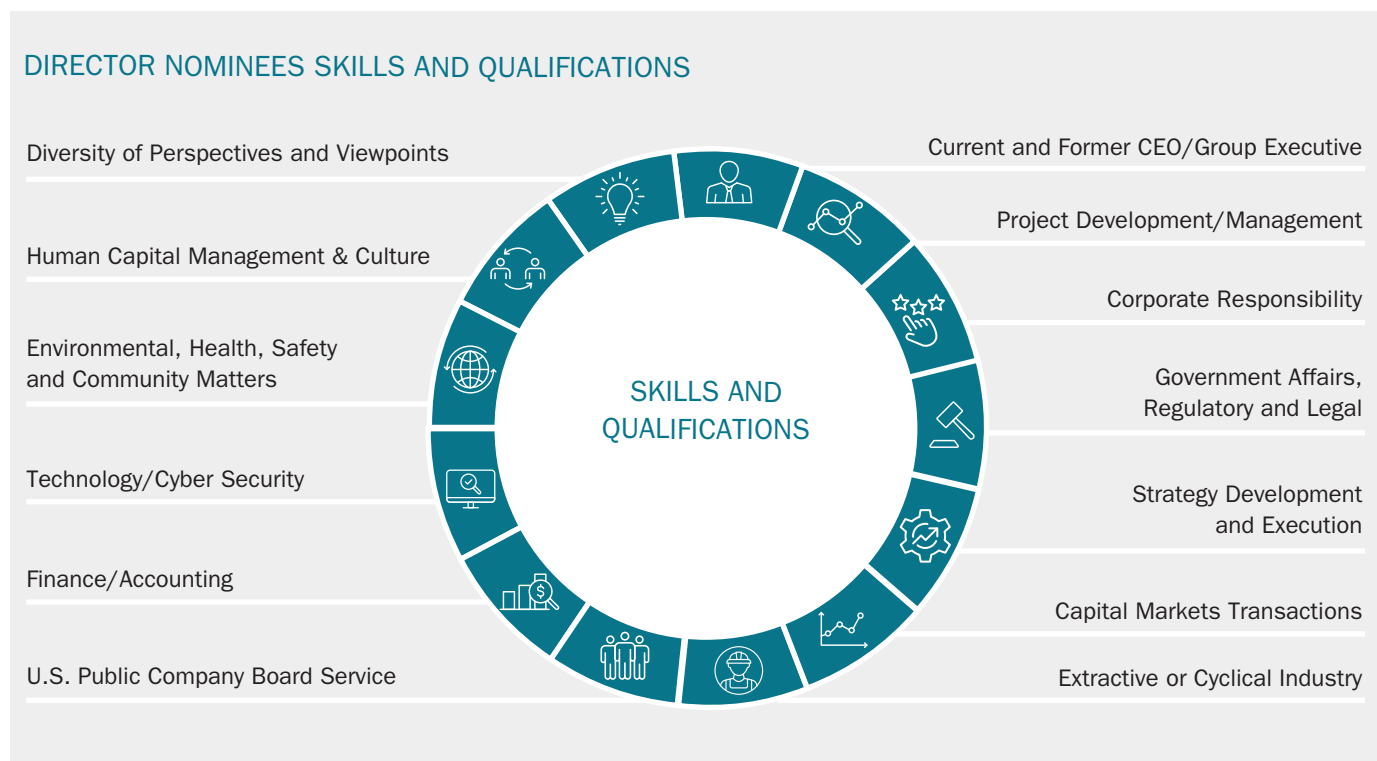 DIRECTOR NOMINEES SKILLS AND QUALIFICATIONS
Diversity of Perspectives and Viewpoints
Human Capital Management & Culture
Environmental, Health, Safety
and Community Matters
Technology/Cyber Security
Finance/Accounting
U.S. Public Company Board Service
$
SKILLS AND
QUALIFICATIONS
Current and Former CEO/Group Executive
Project Development/Management
Corporate Responsibility
Government Affairs,
Regulatory and Legal
Strategy Development
and Execution
Capital Markets Transactions
Extractive or Cyclical Industry